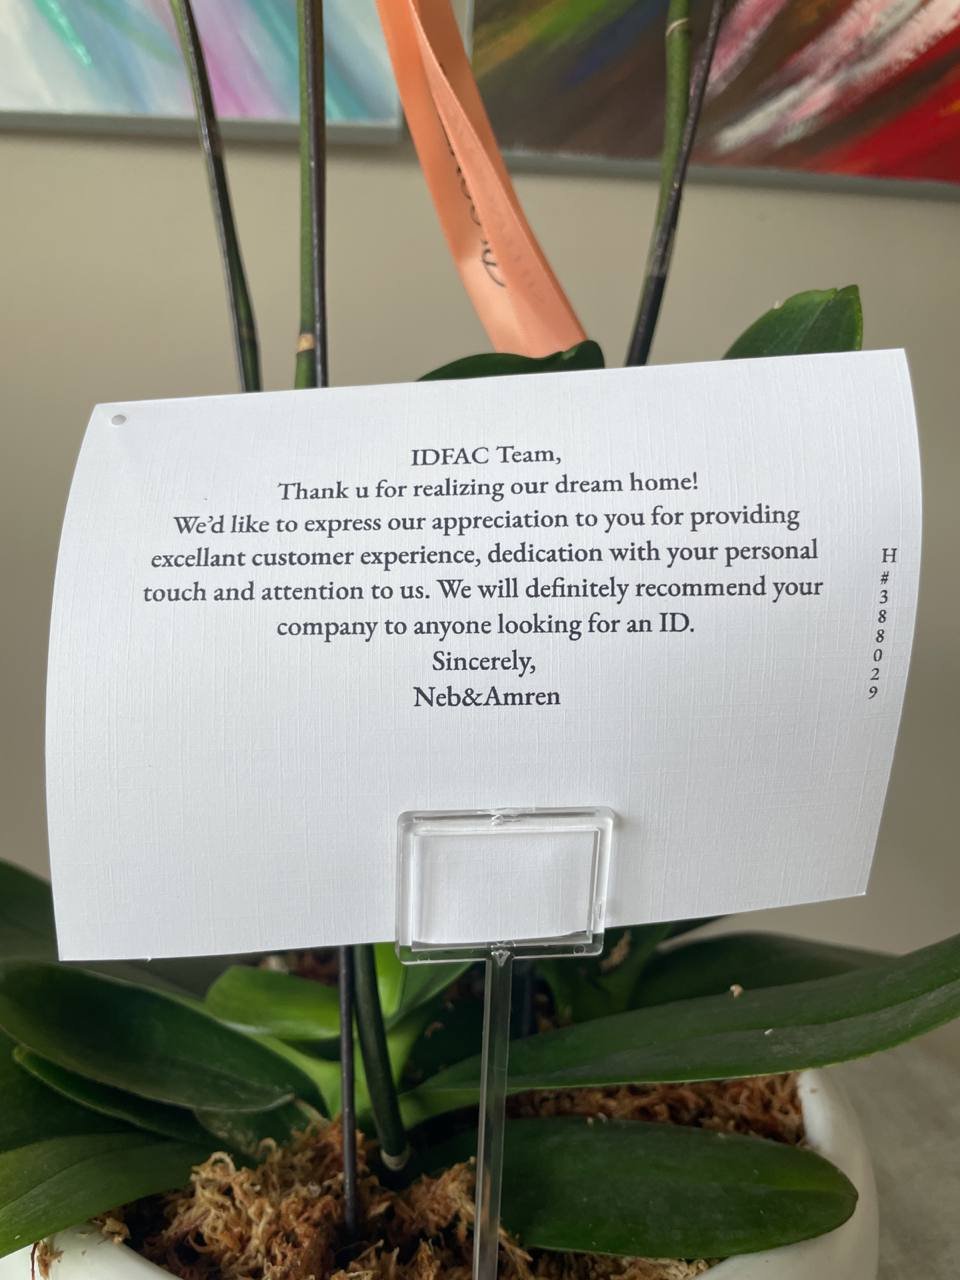 IDFAC Team,
Thank u for realizing our dream home!
We'd like to express our appreciation to you for providing
excellant customer experience, dedication with your personal
touch and attention to us. We will definitely recommend your
company to anyone looking for an ID.
Sincerely,
Neb&Amren
H#388029